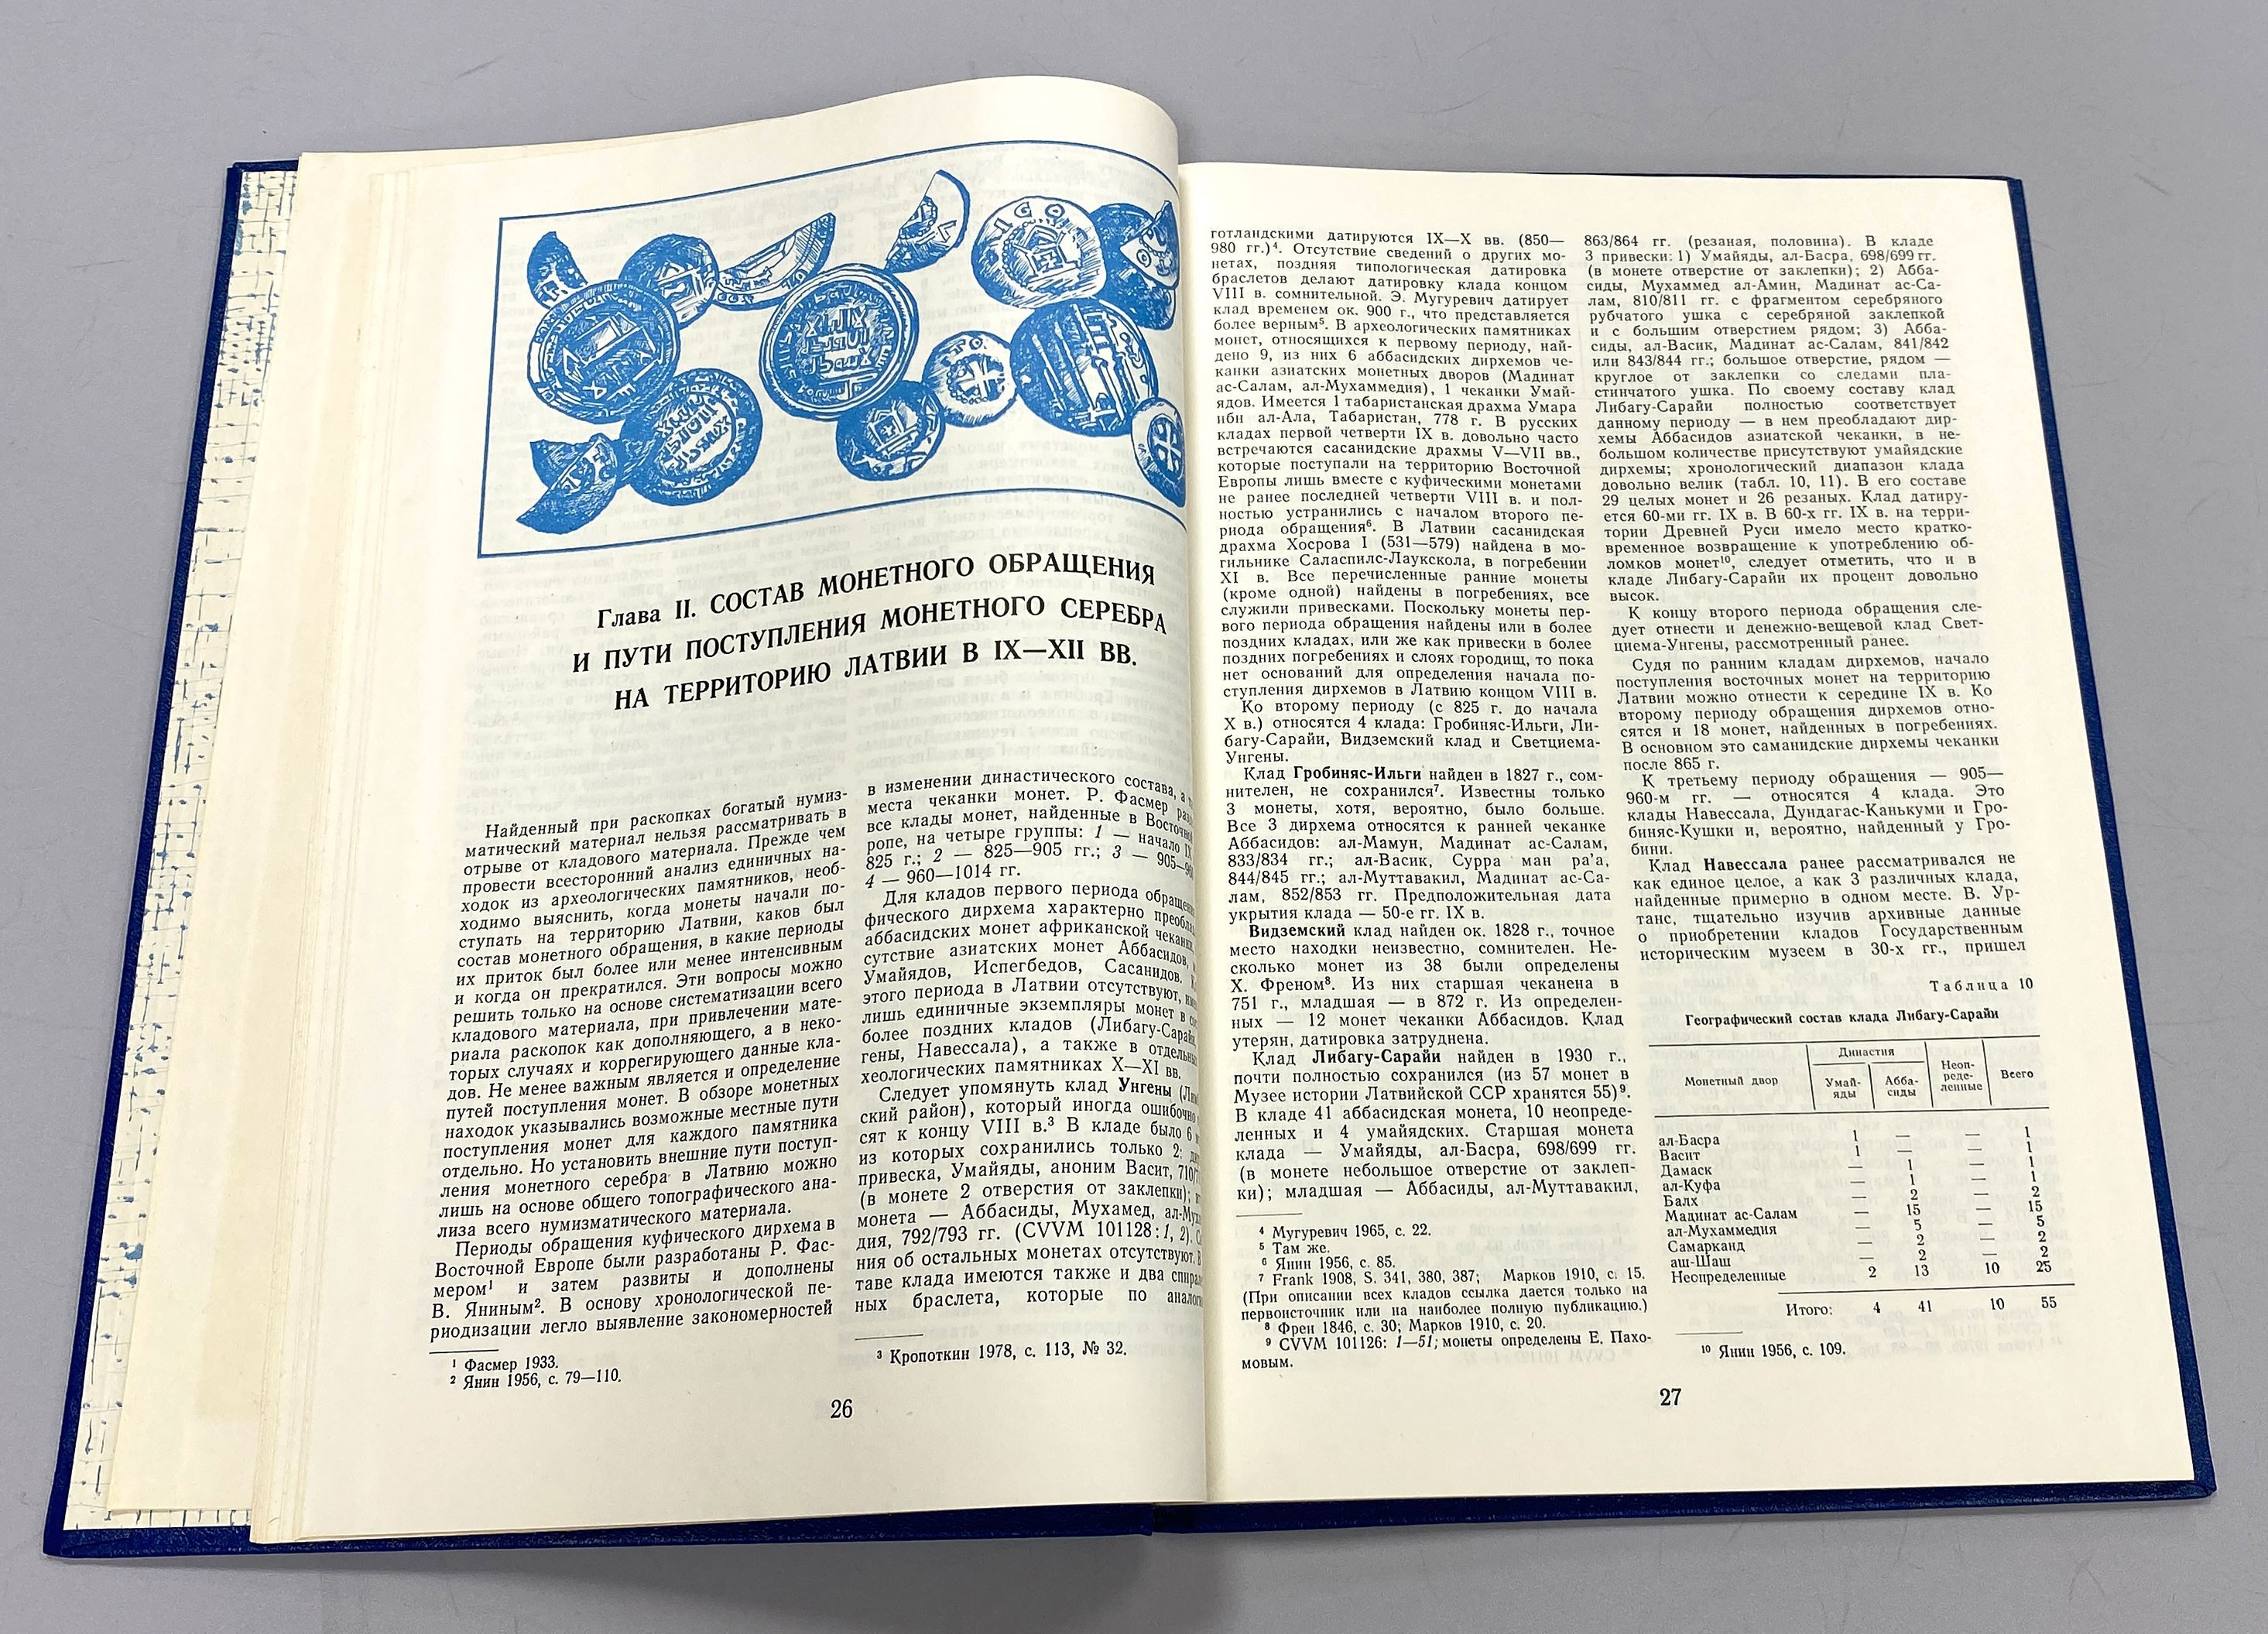 Глава II. СОСТАВ МОНЕТНОГО ОБРАЩЕНИЯ
И ПУТИ ПОСТУПЛЕНИЯ МОНЕТНОГО СЕРЕБРА
НА ТЕРРИТОРИЮ ЛАТВИИ В IX—XII ВВ.
Найденный при раскопках богатый нумиз-
матический материал нельзя рассматривать в
отрыве от кладового материала. Прежде чем
провести всесторонний анализ единичных на-
ходок из археологических памятников, необ-
ходимо выяснить, когда монеты начали по-
ступать на территорию Латвии, каков был
состав монетного обращения, в какие периоды
их приток был более или менее интенсивным
и когда он прекратился. Эти вопросы можно
решить только на основе систематизации всего
кладового материала, при привлечении мате-
риала раскопок как дополняющего, а в неко-
торых случаях и коррегирующего данные кла-
дов. Не менее важным является и определение
путей поступления монет. В обзоре монетных
находок указывались возможные местные пути
поступления монет для каждого памятника
отдельно. Но установить внешние пути поступ-
ления монетного серебра в Латвию можно
лишь на основе общего топографического ана-
лиза всего нумизматического материала.
Периоды обращения куфического дирхема в
Восточной Европе были разработаны Р. Фас-
мером¹ и затем развиты и дополнены
В. Яниным². В основу хронологической пе-
риодизации легло выявление закономерностей
¹ Фасмер 1933.
² Янин 1956, с. 79—110.
в изменении династического состава, а
места чеканки монет. Р. Фасмер
все клады монет, найденные в
ропе, на четыре группы: 1 — начало
825 г.; 2 — 825—905 гг.; 3 —
4 — 960—1014 гг.
Для кладов первого периода
фического дирхема характерно
аббасидских монет африканской
сутствие азиатских монет Аббасидов,
Умайядов, Испегбедов, Сасанидов.
этого периода в Латвии отсутствуют,
лишь единичные экземпляры монет в
более поздних кладов
гены, Навессала), а также в
хеологических памятниках X—XI вв.
Следует упомянуть клад Унгены
ский район), который иногда ошибочно
сят к концу VIII в.³ В кладе было 6
из которых сохранились только 2:
привеска, Умайяды, аноним Васит,
(в монете 2 отверстия от заклепки);
монета — Аббасиды, Мухамед,
дия, 792/793 гг. (CVVM 101128: 1, 2).
ния об остальных монетах отсутствуют.
таве клада имеются также и два
ных браслета, которые по
³ Кропоткин 1978, с. 113, № 32.
26
готландскими датируются IX—X вв. (850—
980 гг.)⁴. Отсутствие сведений о других мо-
нетах, поздняя типологическая датировка
браслетов делают датировку клада концом
VIII в. сомнительной. Э. Мугуревич датирует
клад временем ок. 900 г., что представляется
более верным⁵. В археологических памятниках
монет, относящихся к первому периоду, най-
дено 9, из них 6 аббасидских дирхемов че-
канки азиатских монетных дворов (Мадинат
ас-Салам, ал-Мухаммедия), 1 чеканки Умай-
ядов. Имеется 1 табаристанская драхма Умара
ибн ал-Ала, Табаристан, 778 г. В русских
кладах первой четверти IX в. довольно часто
встречаются сасанидские драхмы V—VII вв.,
которые поступали на территорию Восточной
Европы лишь вместе с куфическими монетами
не ранее последней четверти VIII в. и пол-
ностью устранились с началом второго пе-
риода обращения⁶. В Латвии сасанидская
драхма Хосрова I (531—579) найдена в мо-
гильнике Саласпилс-Лаукскола, в погребении
XI в. Все перечисленные ранние монеты
(кроме одной) найдены в погребениях, все
служили привесками. Поскольку монеты пер-
вого периода обращения найдены или в более
поздних кладах, или же как привески в более
поздних погребениях и слоях городищ, то пока
нет оснований для определения начала по-
ступления дирхемов в Латвию концом VIII в.
Ко второму периоду (с 825 г. до начала
X в.) относятся 4 клада: Гробиняс-Ильги, Ли-
багу-Сарайи, Видземский клад и Светциема-
Унгены.
Клад Гробиняс-Ильги найден в 1827 г., сом-
нителен, не сохранился⁷. Известны только
3 монеты, хотя, вероятно, было больше.
Все 3 дирхема относятся к ранней чеканке
Аббасидов: ал-Мамун, Мадинат ас-Салам,
833/834 гг.; ал-Васик, Сурра ман ра'а,
844/845 гг.; ал-Муттавакил, Мадинат ас-Са-
лам, 852/853 гг. Предположительная дата
укрытия клада — 50-е гг. IX в.
Видземский клад найден ок. 1828 г., точное
место находки неизвестно, сомнителен. Не-
сколько монет из 38 были определены
Х. Френом⁸. Из них старшая чеканена в
751 г., младшая — в 872 г. Из определен-
ных — 12 монет чеканки Аббасидов. Клад
утерян, датировка затруднена.
Клад Либагу-Сарайи найден в 1930 г.,
почти полностью сохранился (из 57 монет в
Музее истории Латвийской ССР хранятся 55)⁹.
В кладе 41 аббасидская монета, 10 неопреде-
ленных и 4 умайядских. Старшая монета
клада — Умайяды, ал-Басра, 698/699 гг.
(в монете небольшое отверстие от заклеп-
ки); младшая — Аббасиды, ал-Муттавакил,
⁴ Мугуревич 1965, с. 22.
⁵ Там же.
⁶ Янин 1956, с. 85.
⁷ Frank 1908, S. 341, 380, 387; Марков 1910, с. 15.
(При описании всех кладов ссылка дается только на
первоисточник или на наиболее полную публикацию.)
⁸ Френ 1846, с. 30; Марков 1910, с. 20.
⁹ CVVM 101126: 1—51; монеты определены Е. Пахо-
мовым.
863/864 гг. (резаная, половина). В кладе
3 привески: 1) Умайяды, ал-Басра, 698/699 гг.
(в монете отверстие от заклепки); 2) Абба-
сиды, Мухаммед ал-Амин, Мадинат ас-Са-
лам, 810/811 гг. с фрагментом серебряного
рубчатого ушка с серебряной заклепкой
и с большим отверстием рядом; 3) Абба-
сиды, ал-Васик, Мадинат ас-Салам, 841/842
или 843/844 гг.; большое отверстие, рядом —
круглое от заклепки со следами пла-
стинчатого ушка. По своему составу клад
Либагу-Сарайи полностью соответствует
данному периоду — в нем преобладают дир-
хемы Аббасидов азиатской чеканки, в не-
большом количестве присутствуют умайядские
дирхемы; хронологический диапазон клада
довольно велик (табл. 10, 11). В его составе
29 целых монет и 26 резаных. Клад датиру-
ется 60-ми гг. IX в. В 60-х гг. IX в. на терри-
тории Древней Руси имело место кратко-
временное возвращение к употреблению об-
ломков монет¹⁰, следует отметить, что и в
кладе Либагу-Сарайи их процент довольно
высок.
К концу второго периода обращения сле-
дует отнести и денежно-вещевой клад Свет-
циема-Унгены, рассмотренный ранее.
Судя по ранним кладам дирхемов, начало
поступления восточных монет на территорию
Латвии можно отнести к середине IX в. Ко
второму периоду обращения дирхемов отно-
сятся и 18 монет, найденных в погребениях.
В основном это саманидские дирхемы чеканки
после 865 г.
К третьему периоду обращения — 905—
960-м гг. — относятся 4 клада. Это
клады Навессала, Дундагас-Канькуми и Гро-
биняс-Кушки и, вероятно, найденный у Гро-
бини.
Клад Навессала ранее рассматривался не
как единое целое, а как 3 различных клада,
найденные примерно в одном месте. В. Ур-
танс, тщательно изучив архивные данные
о приобретении кладов Государственным
историческим музеем в 30-х гг., пришел
Таблица 10
Географический состав клада Либагу-Сарайи
Монетный двор Династия Неоп-реде-ленные Всего
Умай-яды Абба-сиды
ал-Басра 1 — — 1
Васит 1 — — 1
Дамаск — 1 — 1
ал-Куфа — 1 — 1
Балх — 2 — 2
Мадинат ас-Салам — 15 — 15
ал-Мухаммедия — 5 — 5
Самарканд — 2 — 2
аш-Шаш — 2 — 2
Неопределенные 2 13 10 25
Итого: 4 41 10 55
¹⁰ Янин 1956, с. 109.
27